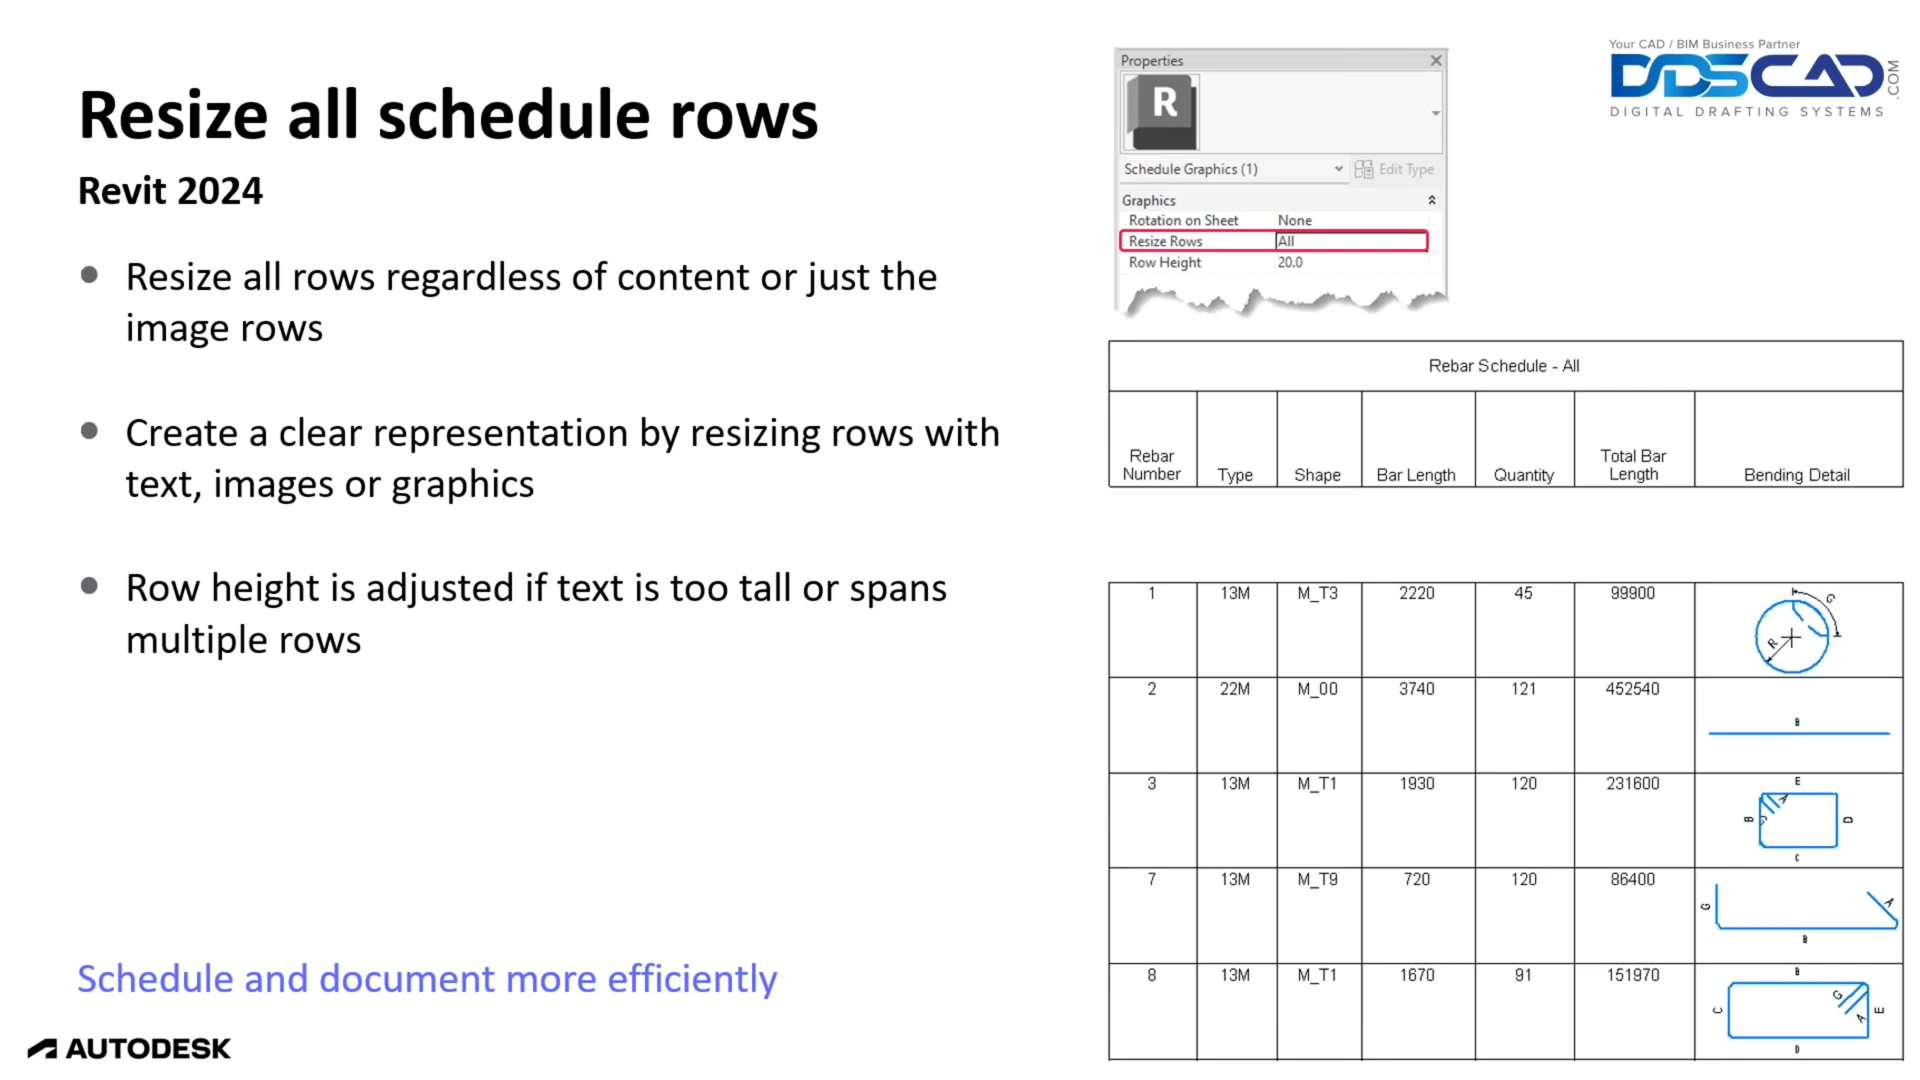 Resize all schedule rows
Revit 2024
Resize all rows regardless of content or just the
image rows
Create a clear representation by resizing rows with
text, images or graphics
Row height is adjusted if text is too tall or spans
multiple rows
Schedule and document more efficiently
AUTODESK
Properties
R
Schedule Graphics (1)
Edit Type
Graphics
Rotation on Sheet None
Resize Rows All
Row Height 20.0
Your CAD / BIM Business Partner
DDSCAD.COM
DIGITAL DRAFTING SYSTEMS
Rebar Schedule - All
Rebar Number Type Shape Bar Length Quantity Total Bar Length Bending Detail
1 13M M_T3 2220 45 99900
G
R
2 22M M_00 3740 121 452540
B
3 13M M_T1 1930 120 231600
E
A
B G D
C
7 13M M_T9 720 120 86400
G A
B
8 13M M_T1 1670 91 151970
B
G
C A E
D